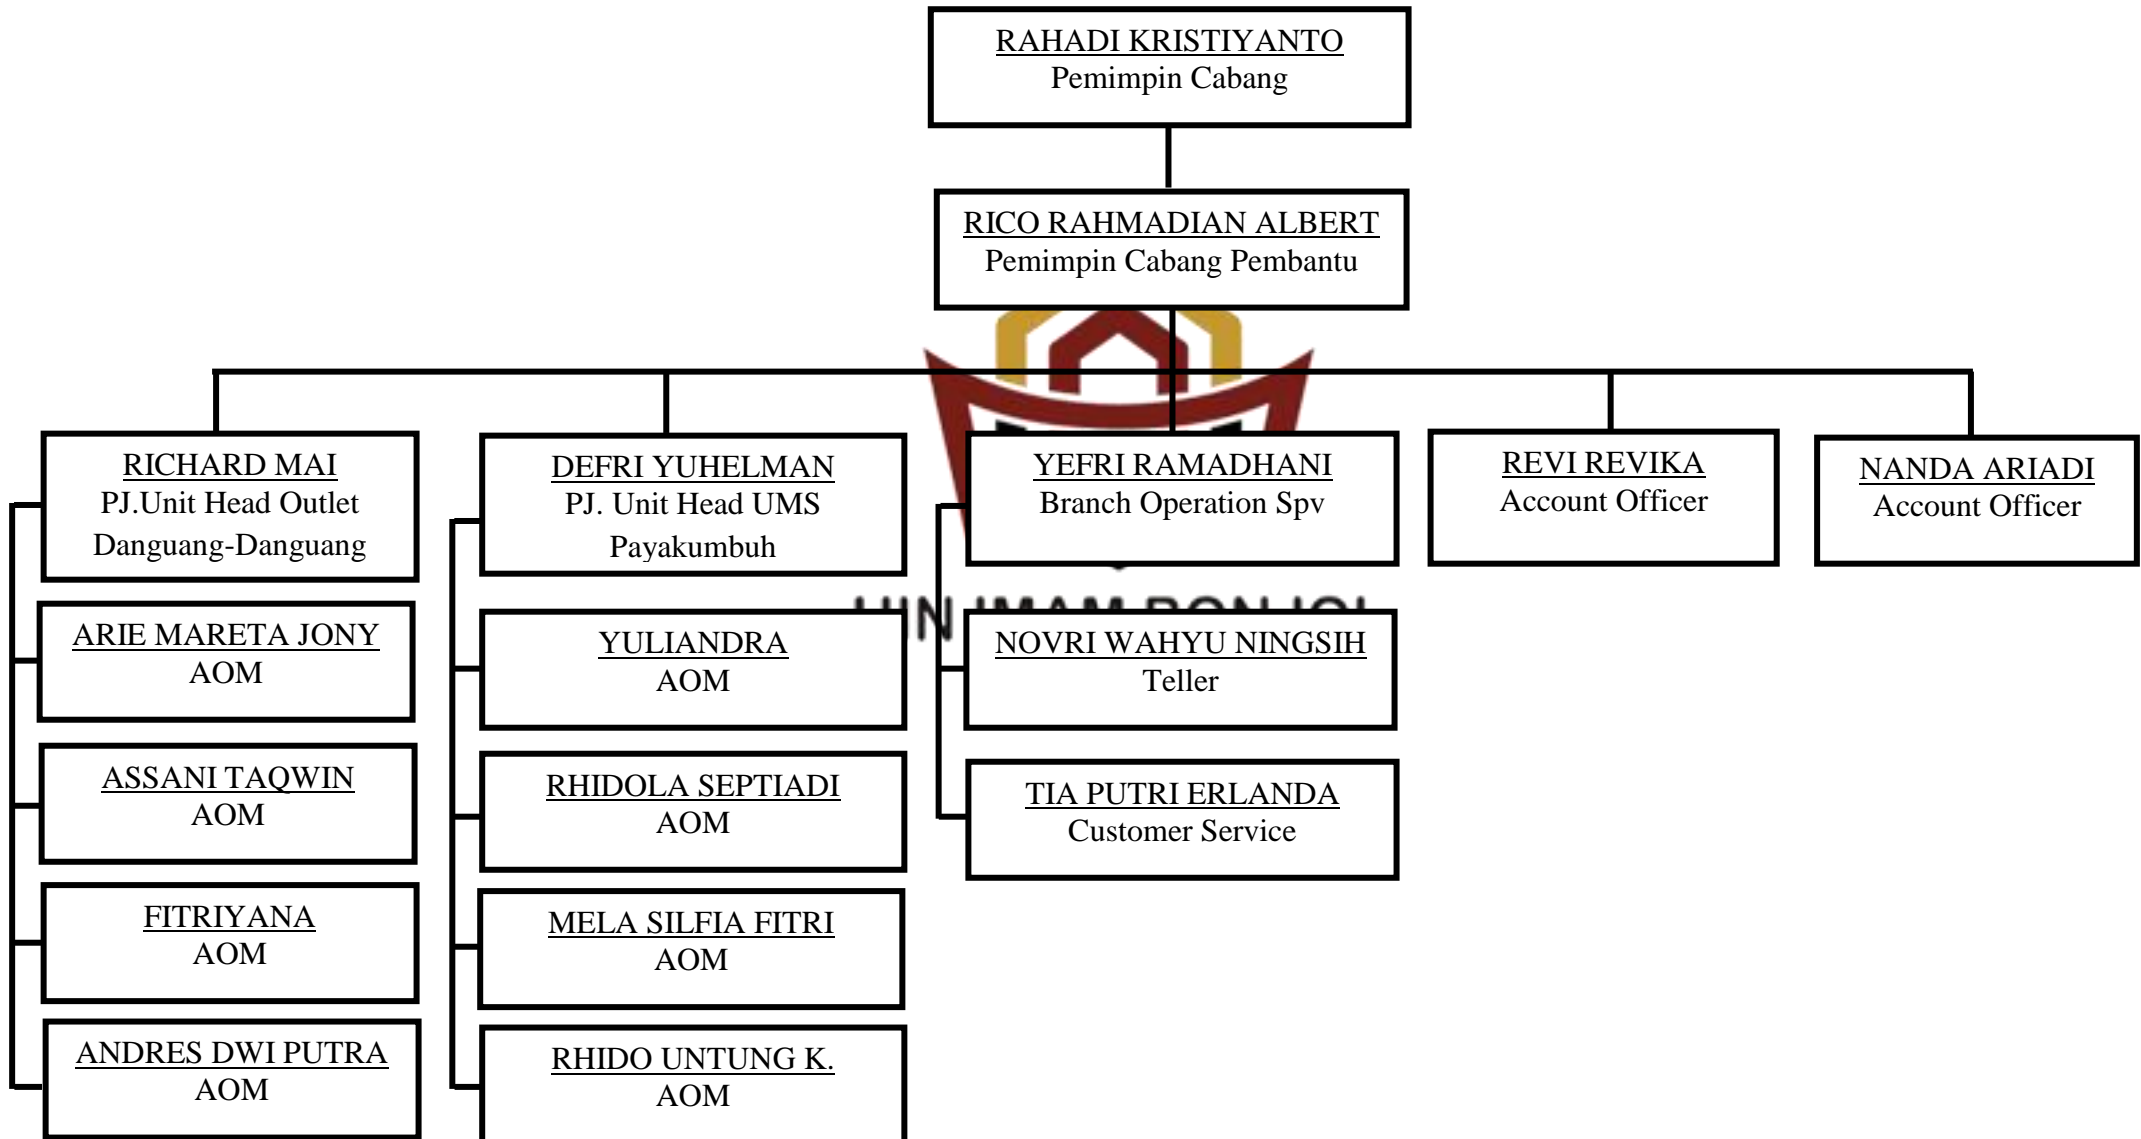 RAHADI KRISTIYANTO
Pemimpin Cabang
RICO RAHMADIAN ALBERT
Pemimpin Cabang Pembantu
RICHARD MAI
PJ.Unit Head Outlet
Danguang-Danguang
DEFRI YUHELMAN
PJ. Unit Head UMS
Payakumbuh
YEFRI RAMADHANI
Branch Operation Spv
REVI REVIKA
Account Officer
NANDA ARIADI
Account Officer
UIN IMAM BONJOL
ARIE MARETA JONY
AOM
YULIANDRA
AOM
NOVRI WAHYU NINGSIH
Teller
ASSANI TAQWIN
AOM
RHIDOLA SEPTIADI
AOM
TIA PUTRI ERLANDA
Customer Service
FITRIYANA
AOM
MELA SILFIA FITRI
AOM
ANDRES DWI PUTRA
AOM
RHIDO UNTUNG K.
AOM